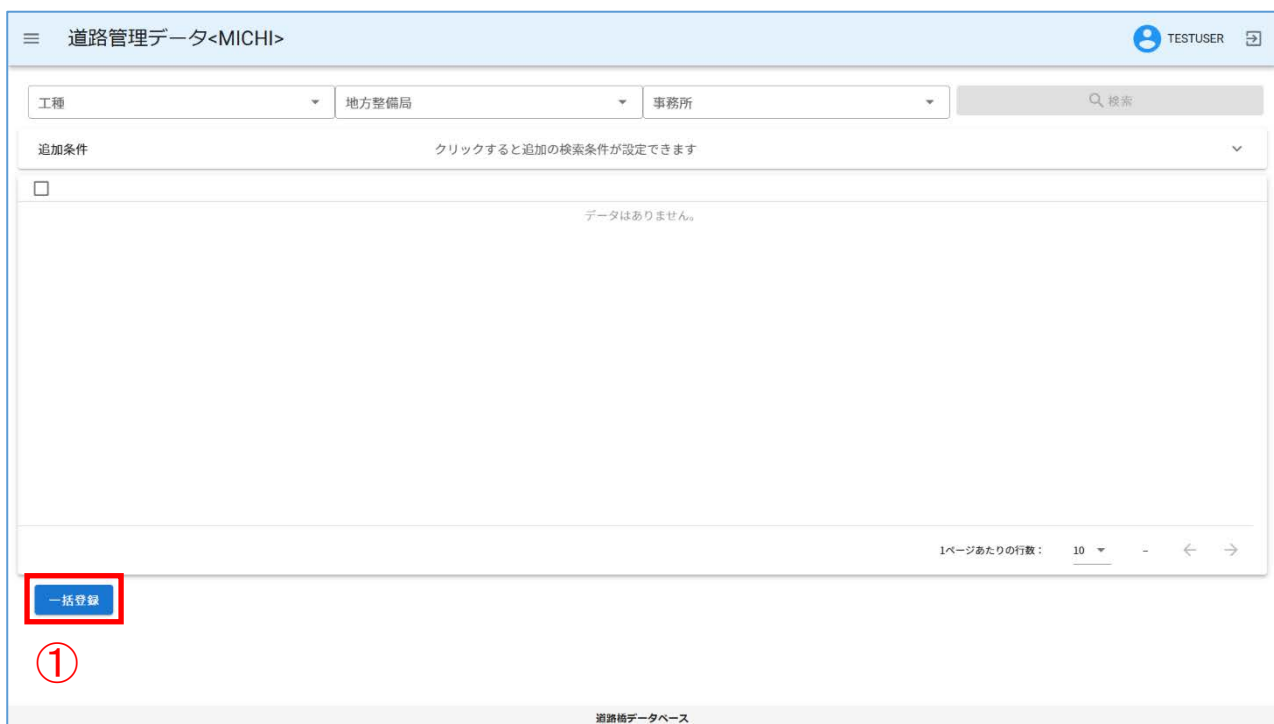 道路管理データ<MICHI>
TESTUSER
工種
地方整備局
事務所
検索
追加条件
クリックすると追加の検索条件が設定できます
データはありません。
1ページあたりの行数： 10 –
一括登録
①
道路橋データベース